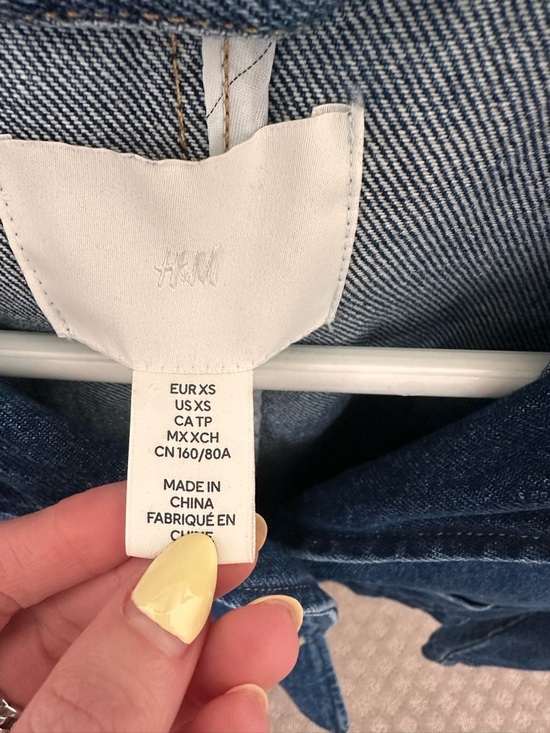 H&M
EUR XS
US XS
CA TP
MX XCH
CN 160/80A
MADE IN
CHINA
FABRIQUÉ EN